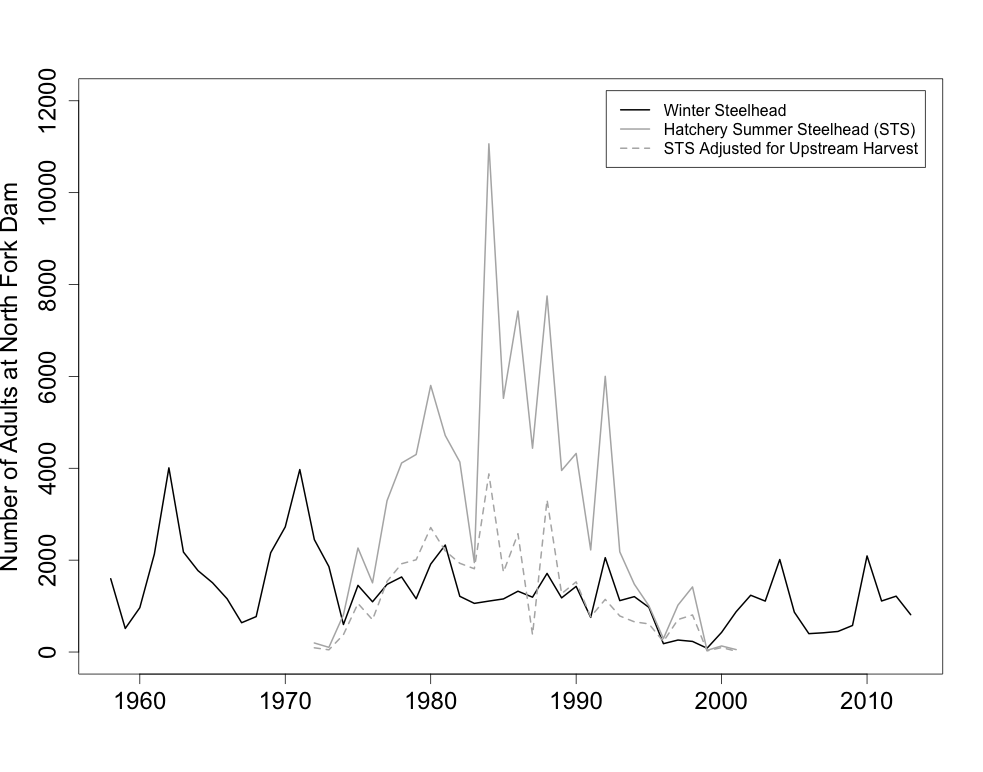 Number of Adults at North Fork Dam
12000
10000
8000
6000
4000
2000
0
Winter Steelhead
Hatchery Summer Steelhead (STS)
STS Adjusted for Upstream Harvest
1960 1970 1980 1990 2000 2010